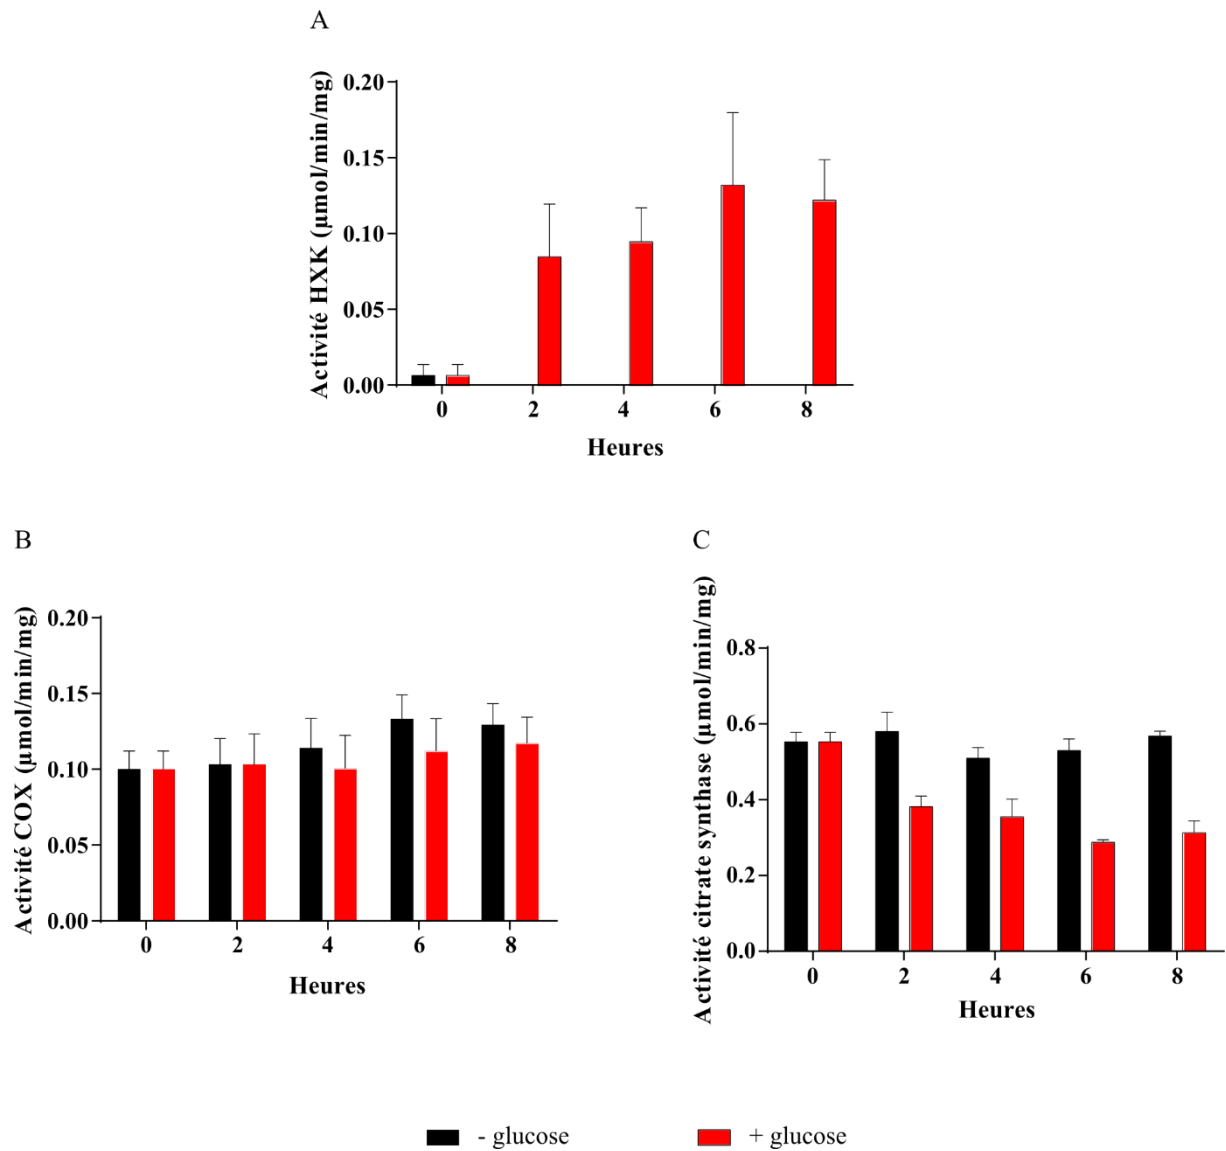 A
Activité HXK (µmol/min/mg)
0.20
0.15
0.10
0.05
0.00
0 2 4 6 8
Heures
B
Activité COX (µmol/min/mg)
0.20
0.15
0.10
0.05
0.00
0 2 4 6 8
Heures
C
Activité citrate synthase (µmol/min/mg)
0.8
0.6
0.4
0.2
0.0
0 2 4 6 8
Heures
- glucose
+ glucose